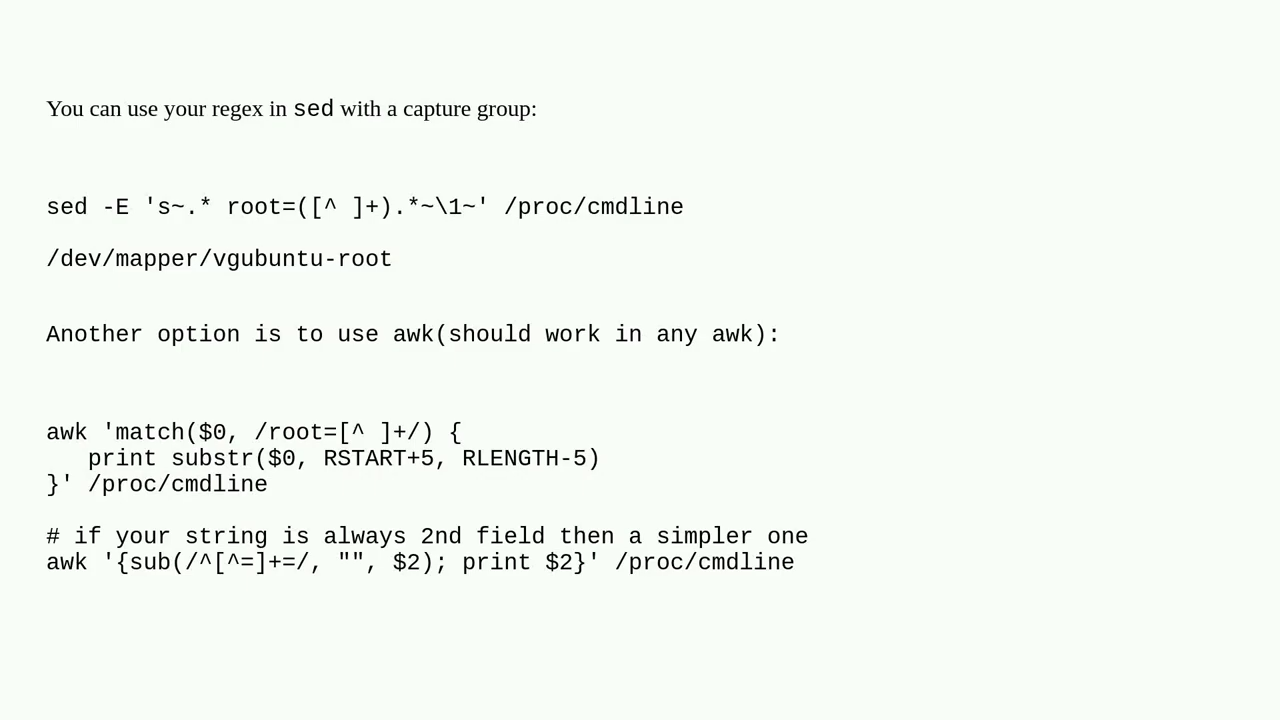 You can use your regex in sed with a capture group:
sed -E 's~.* root=([^ ]+).*~\1~' /proc/cmdline
/dev/mapper/vgubuntu-root
Another option is to use awk(should work in any awk):
awk 'match($0, /root=[^ ]+/) {
   print substr($0, RSTART+5, RLENGTH-5)
}' /proc/cmdline
# if your string is always 2nd field then a simpler one
awk '{sub(/^[^=]+=/, "", $2); print $2}' /proc/cmdline